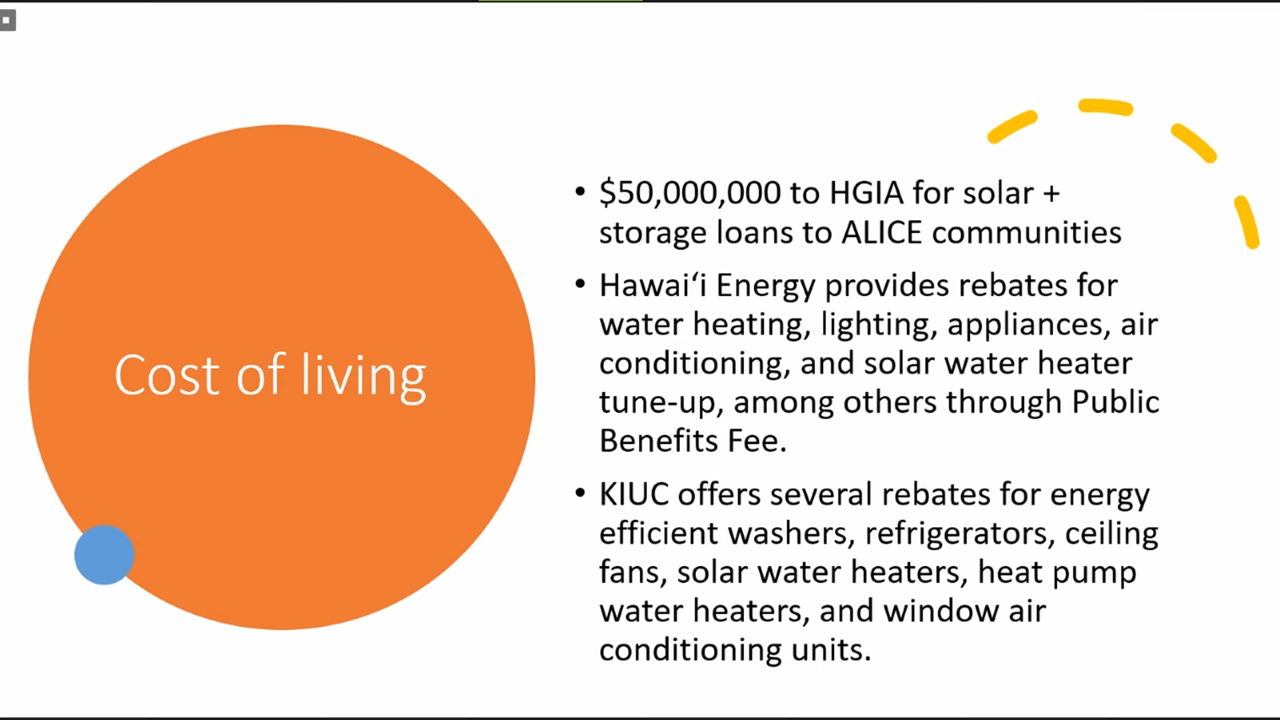 Cost of living
• $50,000,000 to HGIA for solar +
storage loans to ALICE communities
• Hawaiʻi Energy provides rebates for
water heating, lighting, appliances, air
conditioning, and solar water heater
tune-up, among others through Public
Benefits Fee.
• KIUC offers several rebates for energy
efficient washers, refrigerators, ceiling
fans, solar water heaters, heat pump
water heaters, and window air
conditioning units.